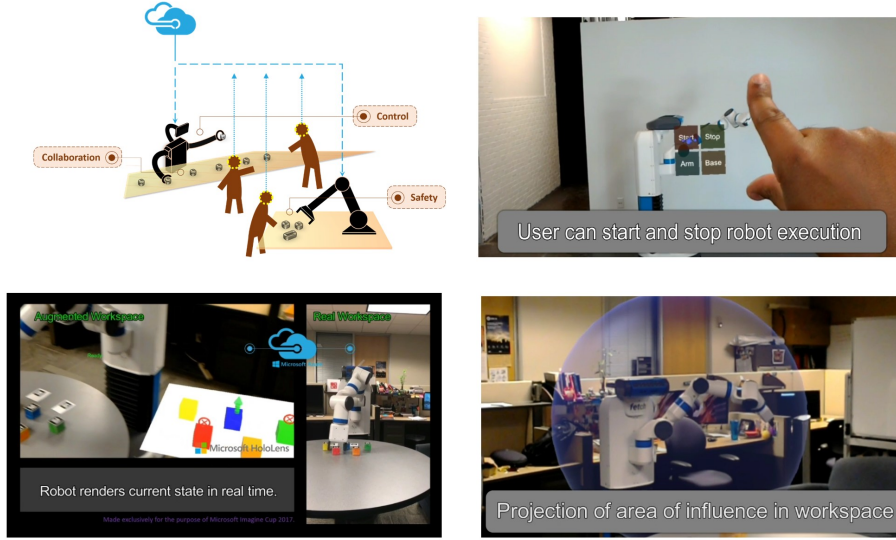 Control
Collaboration
Safety
Start
Stop
Arm
Base
User can start and stop robot execution
Augmented Workspace
Real Workspace
Microsoft
Microsoft HoloLens
Robot renders current state in real time.
Made exclusively for the purpose of Microsoft Imagine Cup 2017.
fetch
Projection of area of influence in workspace